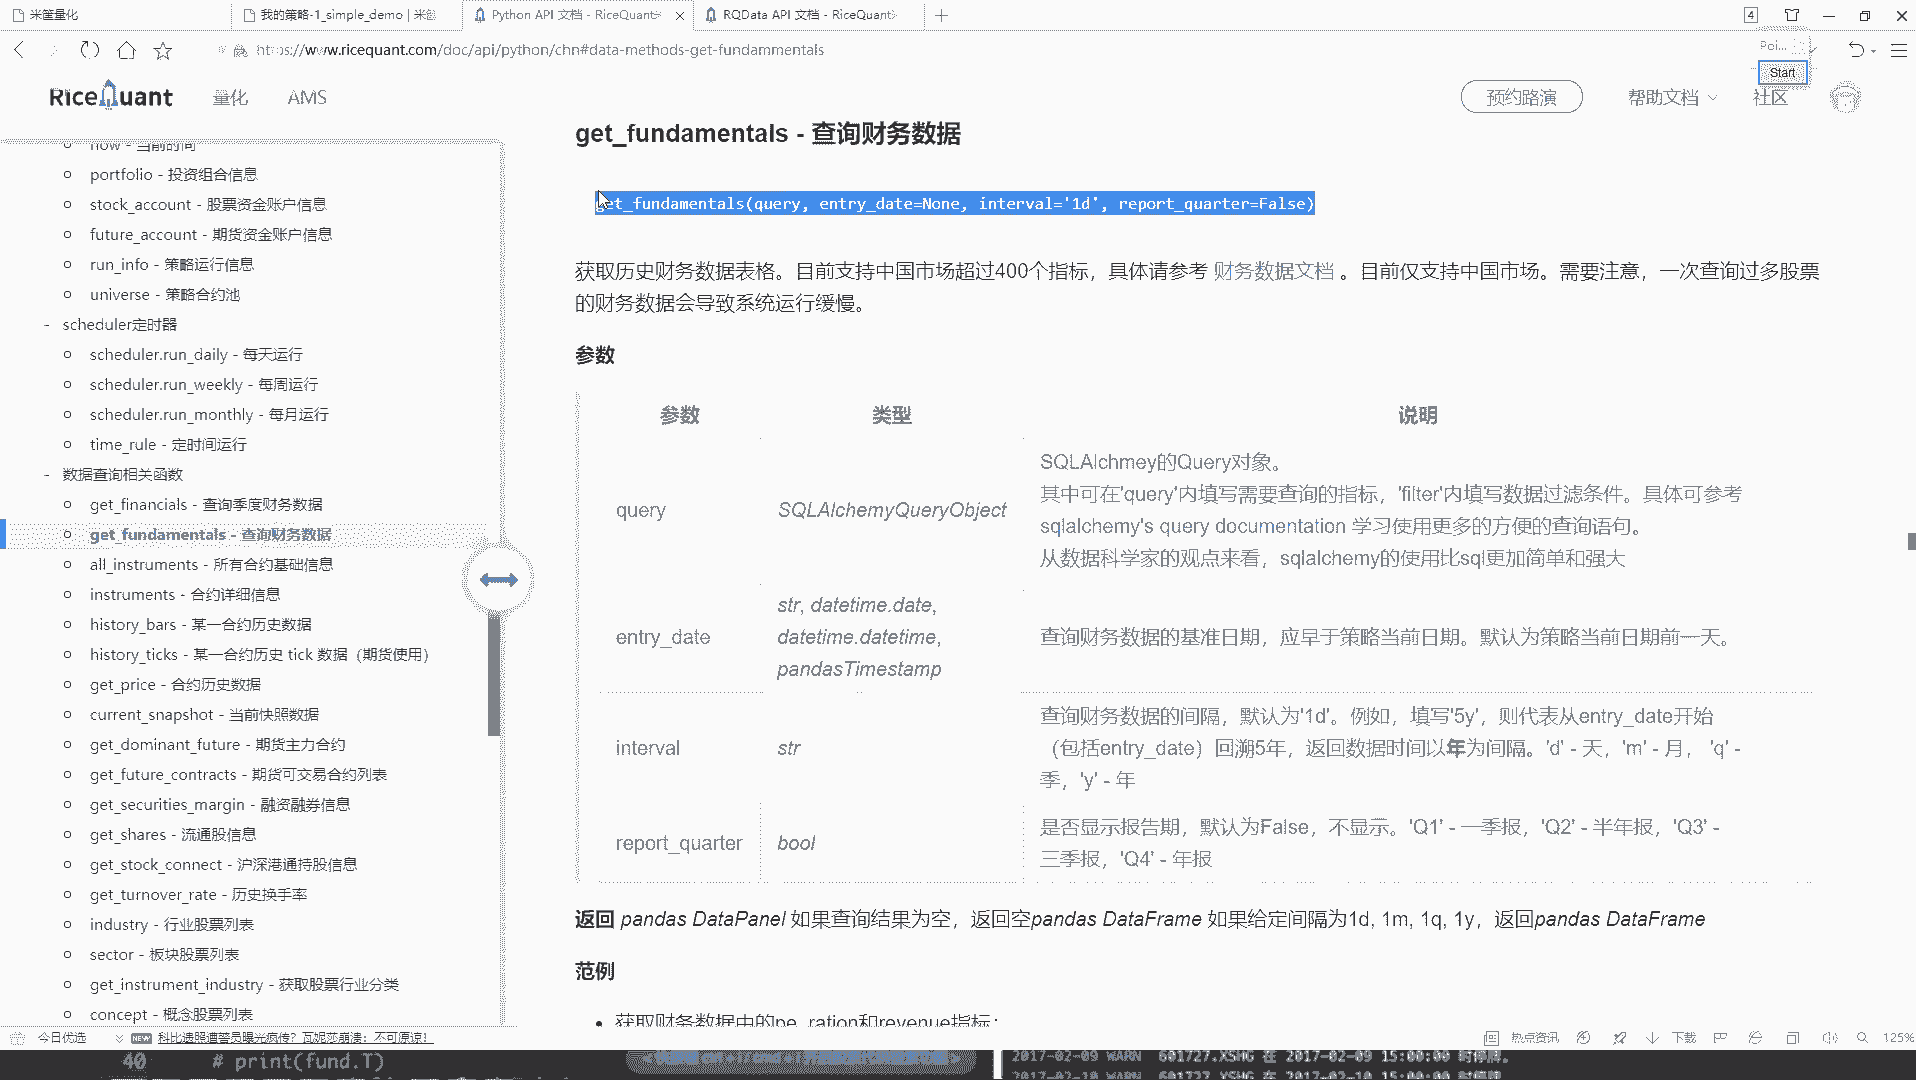 米筐量化
我的策略-1_simple_demo | 米
Python API 文档 - RiceQuant
RQData API 文档 - RiceQuant
4
https://www.ricequant.com/doc/api/python/chn#data-methods-get-fundammentals
Poi...
Start
RiceQuant
量化
AMS
预约路演
帮助文档
社区
now - 当前时间
portfolio - 投资组合信息
stock_account - 股票资金账户信息
future_account - 期货资金账户信息
run_info - 策略运行信息
universe - 策略合约池
- scheduler定时器
scheduler.run_daily - 每天运行
scheduler.run_weekly - 每周运行
scheduler.run_monthly - 每月运行
time_rule - 定时间运行
- 数据查询相关函数
get_financials - 查询季度财务数据
get_fundamentals - 查询财务数据
all_instruments - 所有合约基础信息
instruments - 合约详细信息
history_bars - 某一合约历史数据
history_ticks - 某一合约历史 tick 数据（期货使用）
get_price - 合约历史数据
current_snapshot - 当前快照数据
get_dominant_future - 期货主力合约
get_future_contracts - 期货可交易合约列表
get_securities_margin - 融资融券信息
get_shares - 流通股信息
get_stock_connect - 沪深港通持股信息
get_turnover_rate - 历史换手率
industry - 行业股票列表
sector - 板块股票列表
get_instrument_industry - 获取股票行业分类
concept - 概念股票列表
get_fundamentals - 查询财务数据
get_fundamentals(query, entry_date=None, interval='1d', report_quarter=False)
获取历史财务数据表格。目前支持中国市场超过400个指标，具体请参考 财务数据文档 。目前仅支持中国市场。需要注意，一次查询过多股票
的财务数据会导致系统运行缓慢。
参数
参数 类型 说明
SQLAlchmey的Query对象。
其中可在'query'内填写需要查询的指标，'filter'内填写数据过滤条件。具体可参考
query SQLAlchemyQueryObject
sqlalchemy's query documentation 学习使用更多的方便的查询语句。
从数据科学家的观点来看，sqlalchemy的使用比sql更加简单和强大
str, datetime.date,
entry_date datetime.datetime, 查询财务数据的基准日期，应早于策略当前日期。默认为策略当前日期前一天。
pandasTimestamp
查询财务数据的间隔，默认为'1d'。例如，填写'5y'，则代表从entry_date开始
interval str （包括entry_date）回溯5年，返回数据时间以年为间隔。'd' - 天，'m' - 月， 'q' -
季，'y' - 年
是否显示报告期，默认为False，不显示。'Q1' - 一季报，'Q2' - 半年报，'Q3' -
report_quarter bool
三季报，'Q4' - 年报
返回 pandas DataPanel 如果查询结果为空，返回空pandas DataFrame 如果给定间隔为1d, 1m, 1q, 1y，返回pandas DataFrame
范例
获取财务数据中的pe_ration和revenue指标：
今日优选
NEW
科比遗照遭警员曝光疯传？瓦妮莎崩溃：不可原谅！
热点资讯
下载
125%
40 # print(fund.T)
2017-02-09 WARN 601727.XSHG 在 2017-02-09 15:00:00 时停牌。
2017-02-10 WARN 601727.XSHG 在 2017-02-10 15:00:00 时停牌。